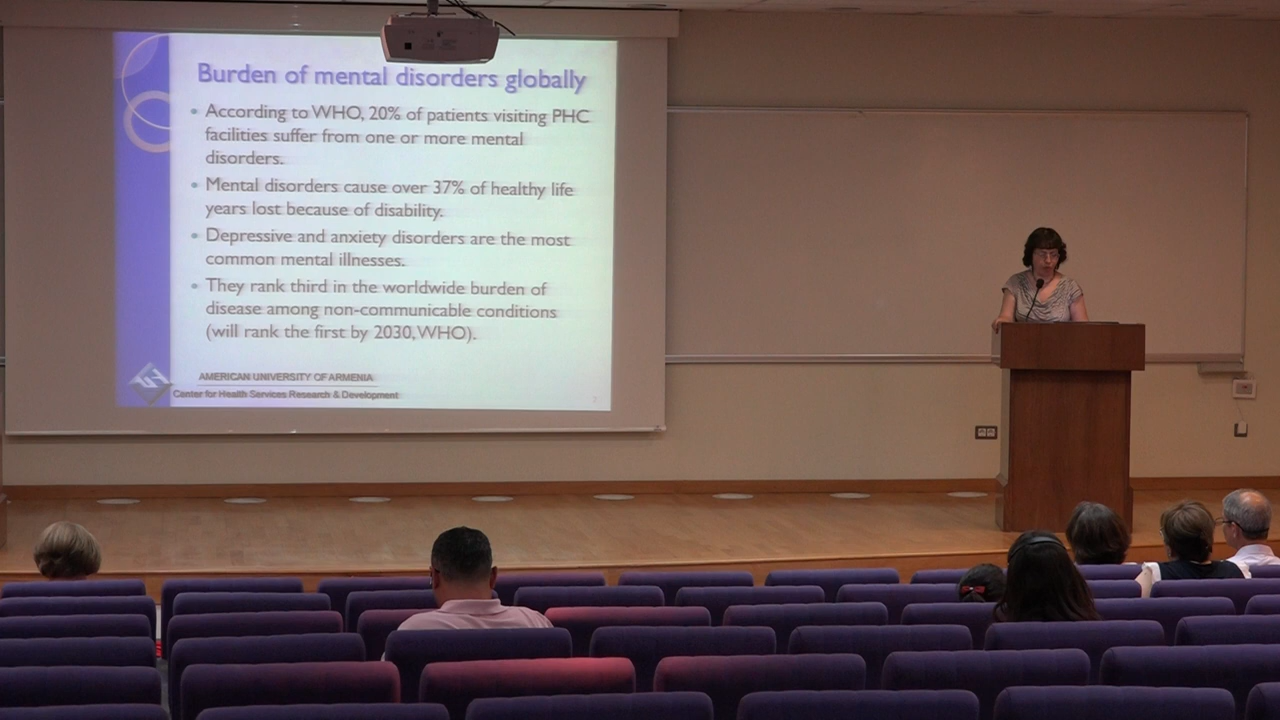 Burden of mental disorders globally
• According to WHO, 20% of patients visiting PHC
facilities suffer from one or more mental
disorders.
• Mental disorders cause over 37% of healthy life
years lost because of disability.
• Depressive and anxiety disorders are the most
common mental illnesses.
• They rank third in the worldwide burden of
disease among non-communicable conditions
(will rank the first by 2030, WHO).
AMERICAN UNIVERSITY OF ARMENIA
Center for Health Services Research & Development